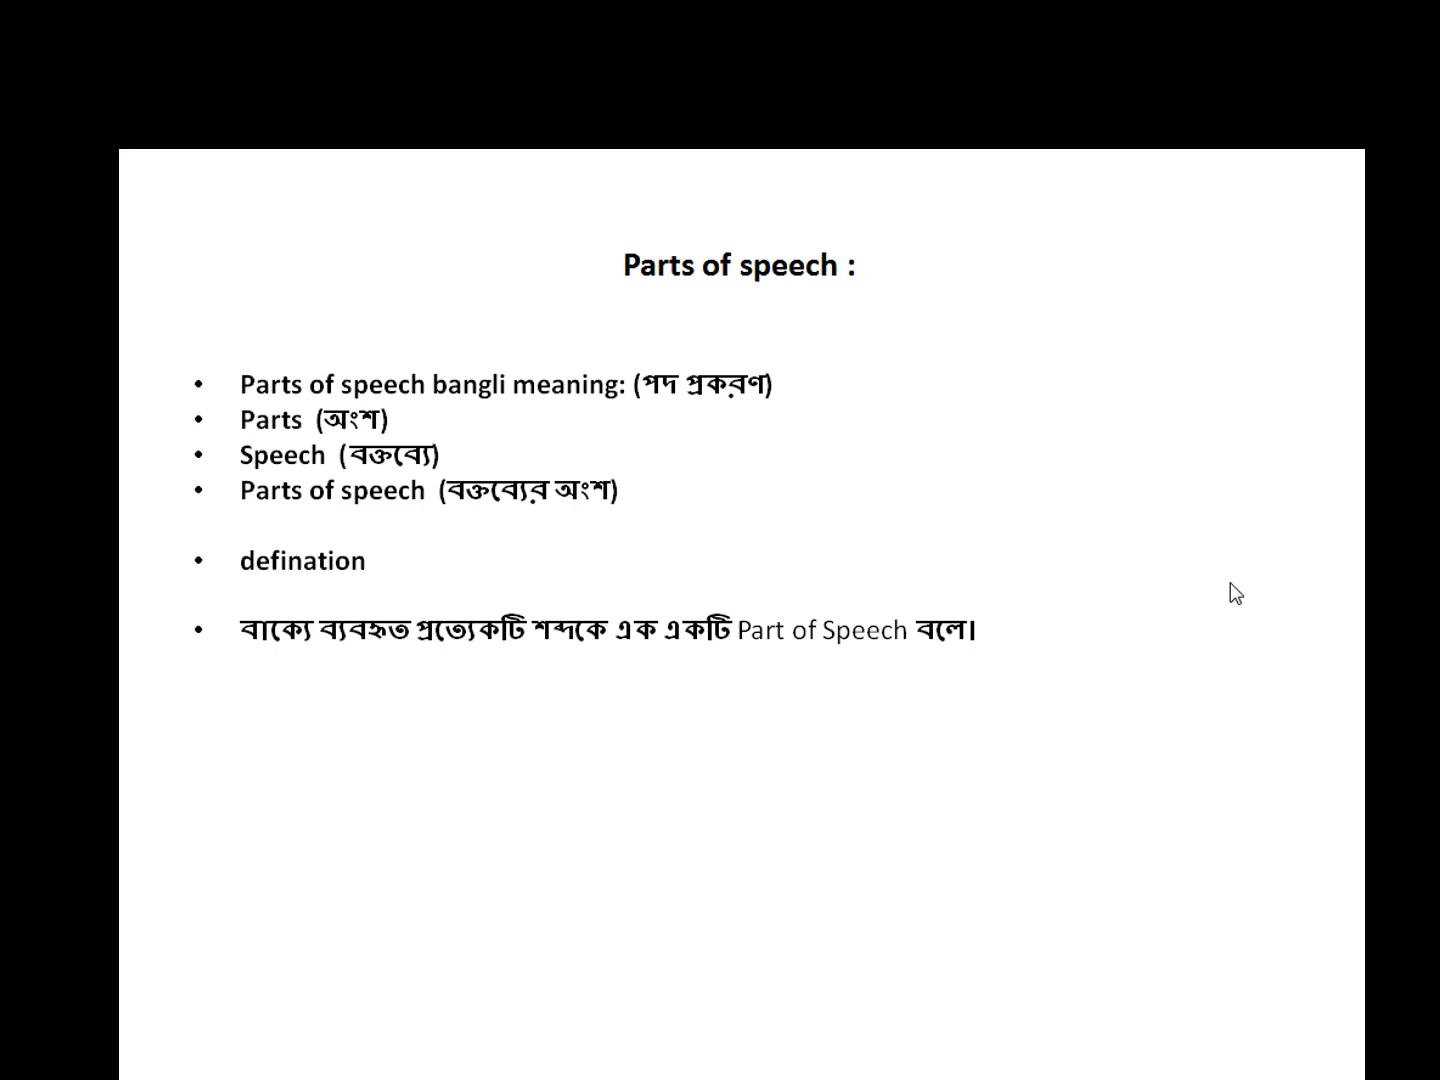 Parts of speech :
• Parts of speech bangli meaning: (পদ প্রকরণ)
• Parts (অংশ)
• Speech (বক্তব্যে)
• Parts of speech (বক্তব্যের অংশ)
• defination
• বাক্যে ব্যবহৃত প্রত্যেকটি শব্দকে এক একটি Part of Speech বলে।